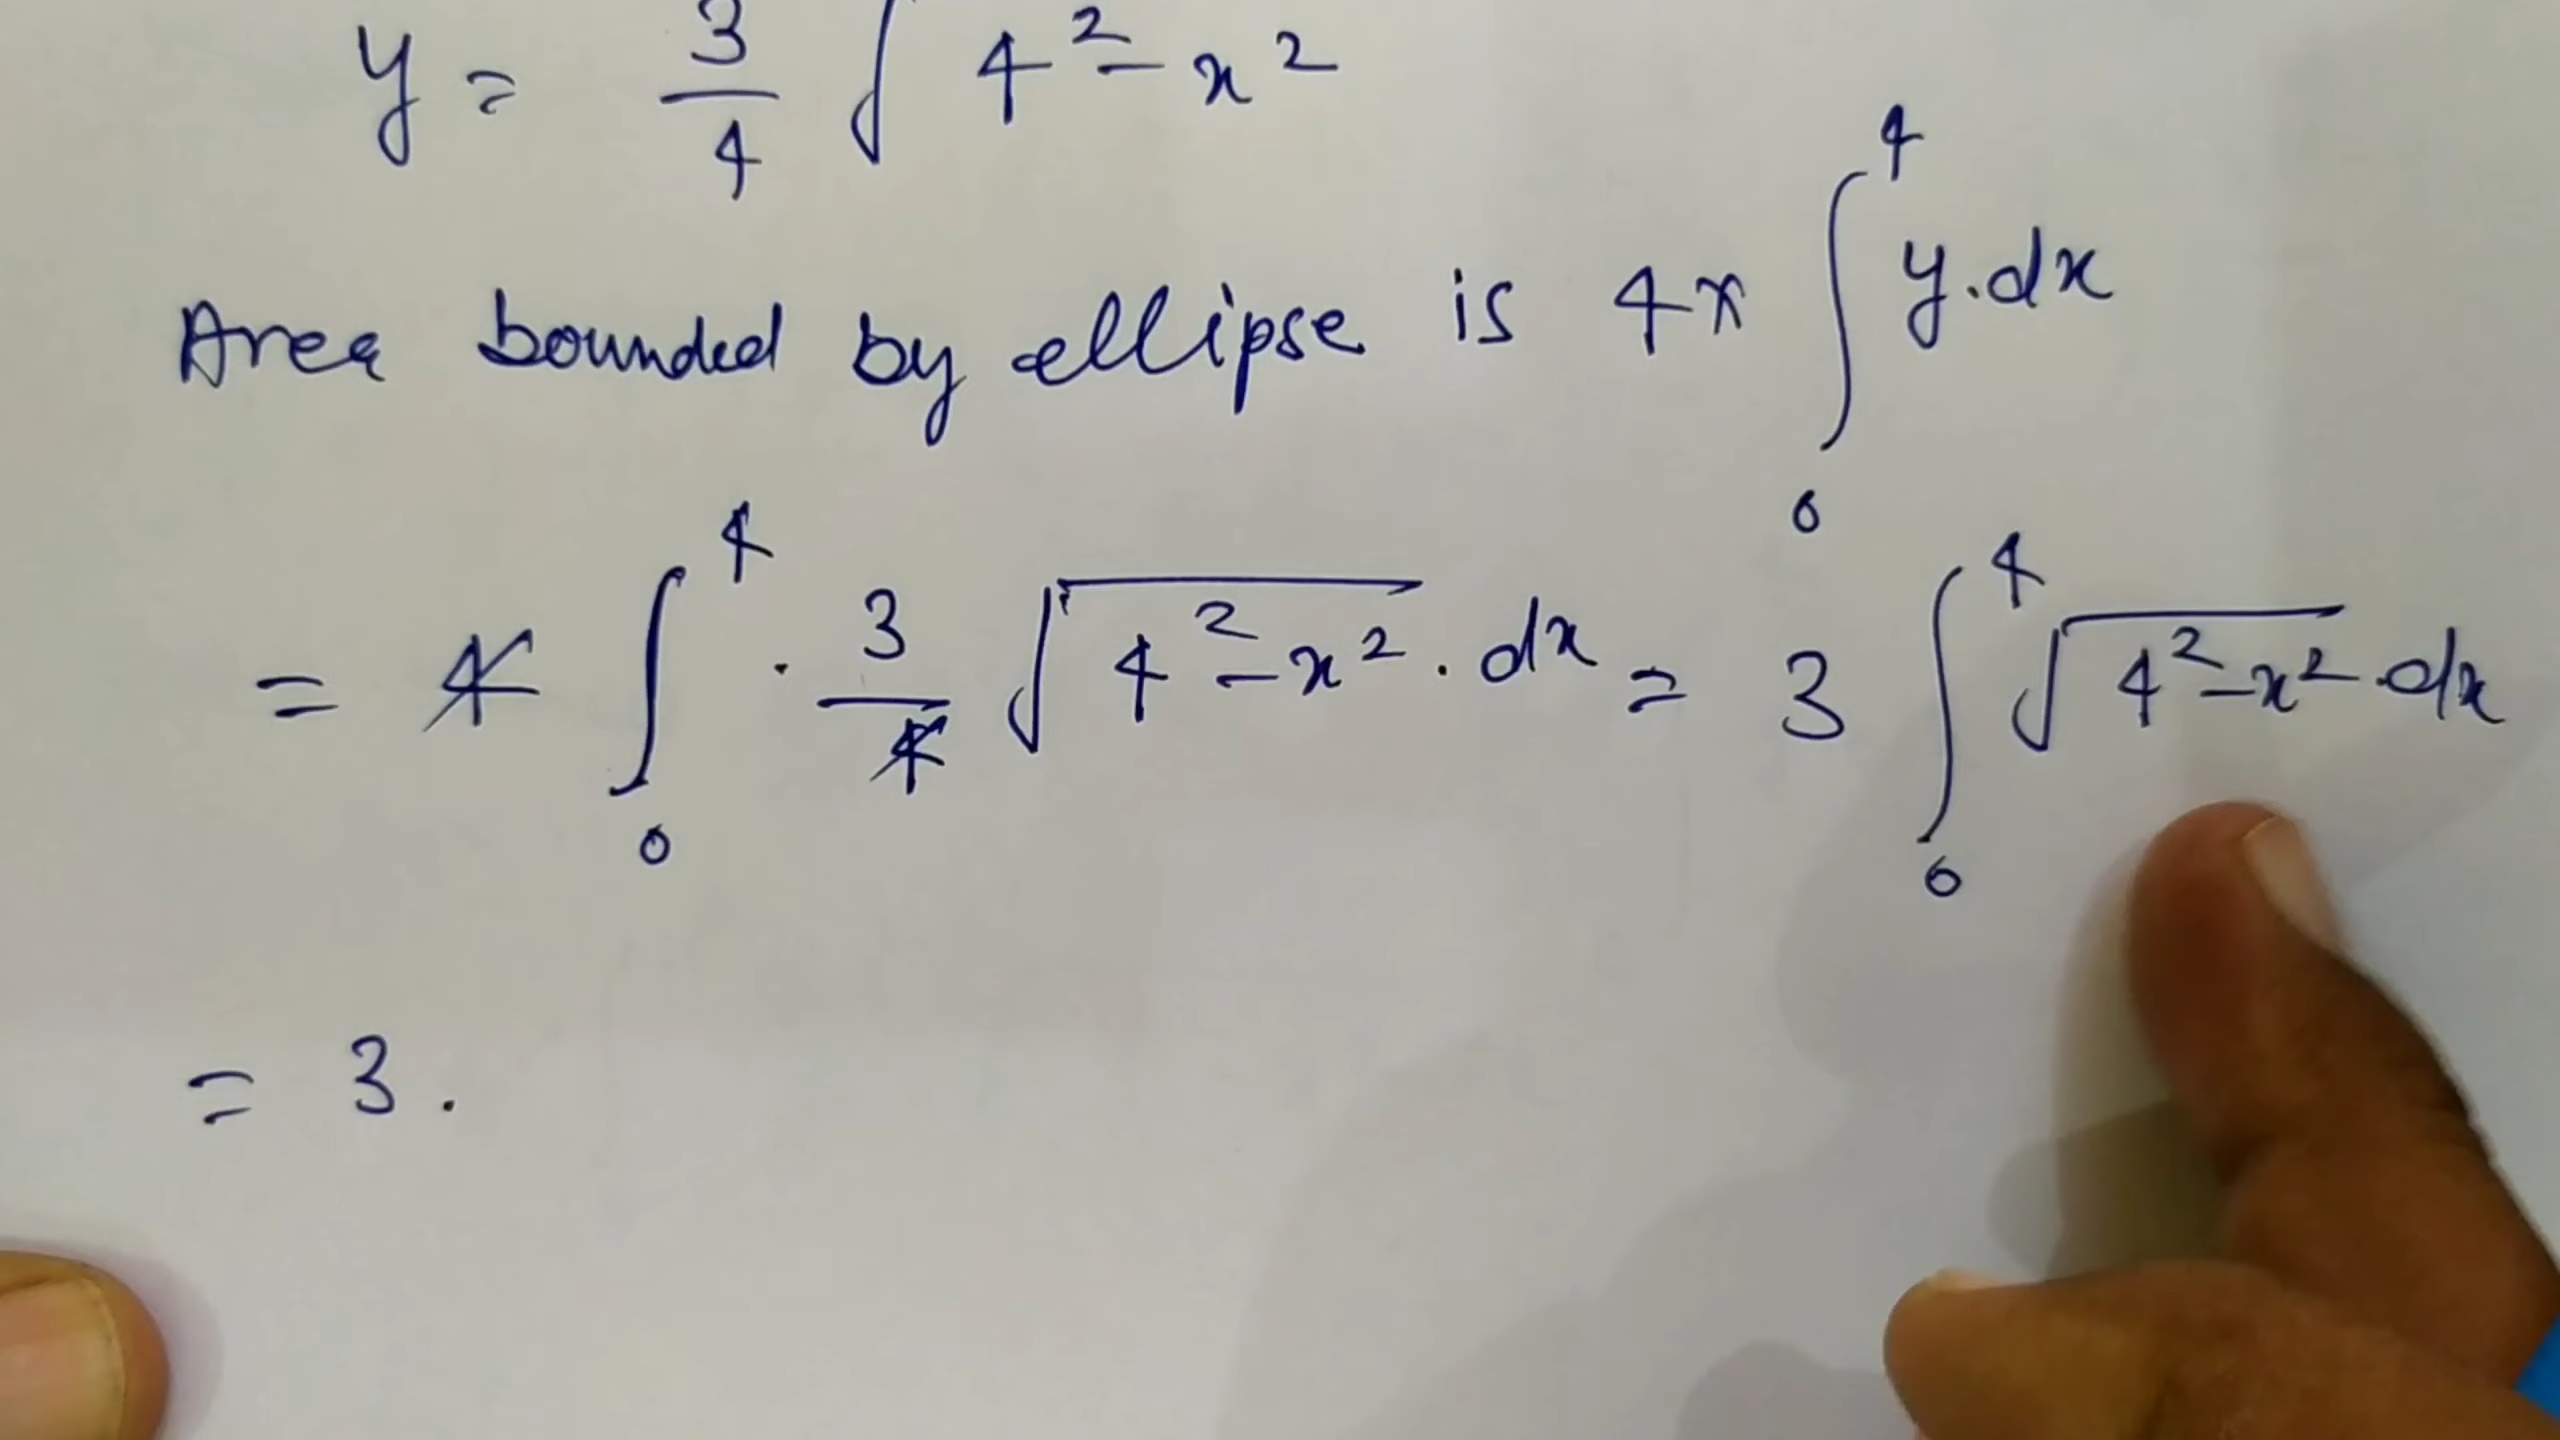 y = 3/4 √4² - x²
Area bounded by ellipse is 4x ∫₀⁴ y.dx
= 4 ∫₀⁴ . 3/4 √4² - x² . dx = 3 ∫₀⁴ √4² - x² . dx
= 3 .